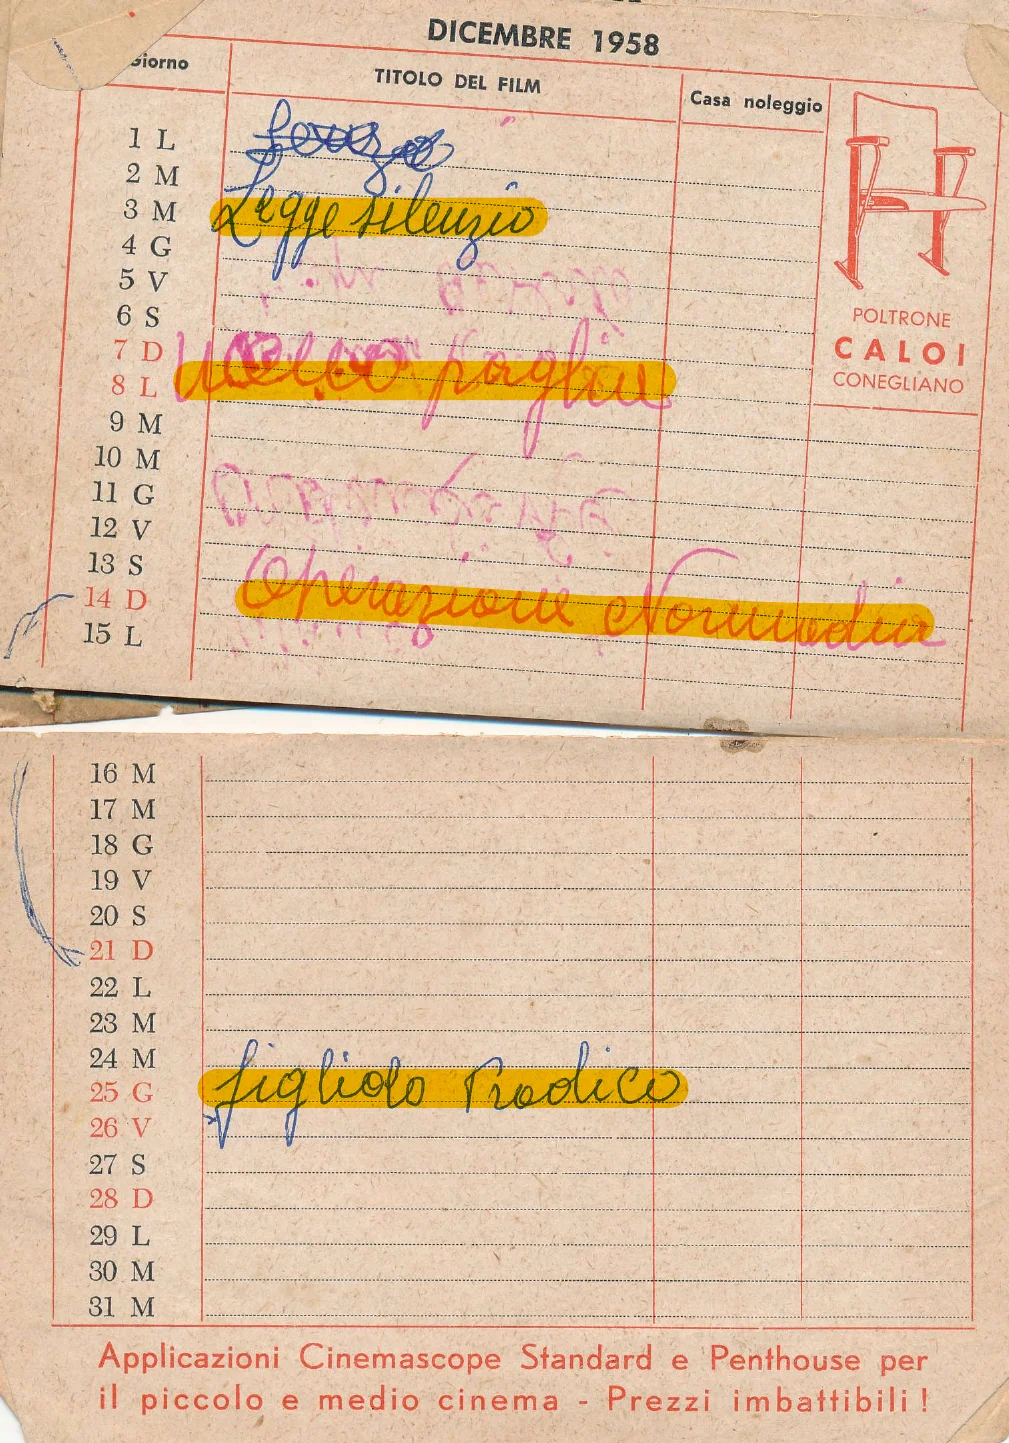 DICEMBRE 1958
Giorno TITOLO DEL FILM Casa noleggio
1 L
2 M
3 M Legge silenzio
4 G
5 V
6 S
7 D
8 L paglia
9 M
10 M
11 G
12 V
13 S
14 D Operazione Normadia
15 L
POLTRONE
CALOI
CONEGLIANO
16 M
17 M
18 G
19 V
20 S
21 D
22 L
23 M
24 M
25 G figliolo Prodico
26 V
27 S
28 D
29 L
30 M
31 M
Applicazioni Cinemascope Standard e Penthouse per
il piccolo e medio cinema - Prezzi imbattibili !